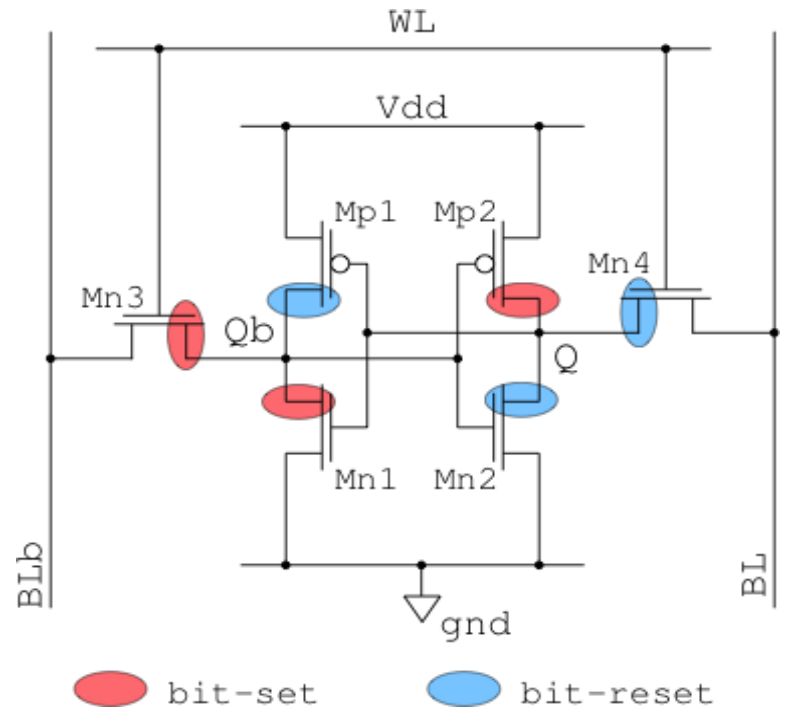 WL
Vdd
Mp1
Mp2
Mn3
Mn4
Qb
Q
Mn1
Mn2
BLb
BL
gnd
bit-set
bit-reset